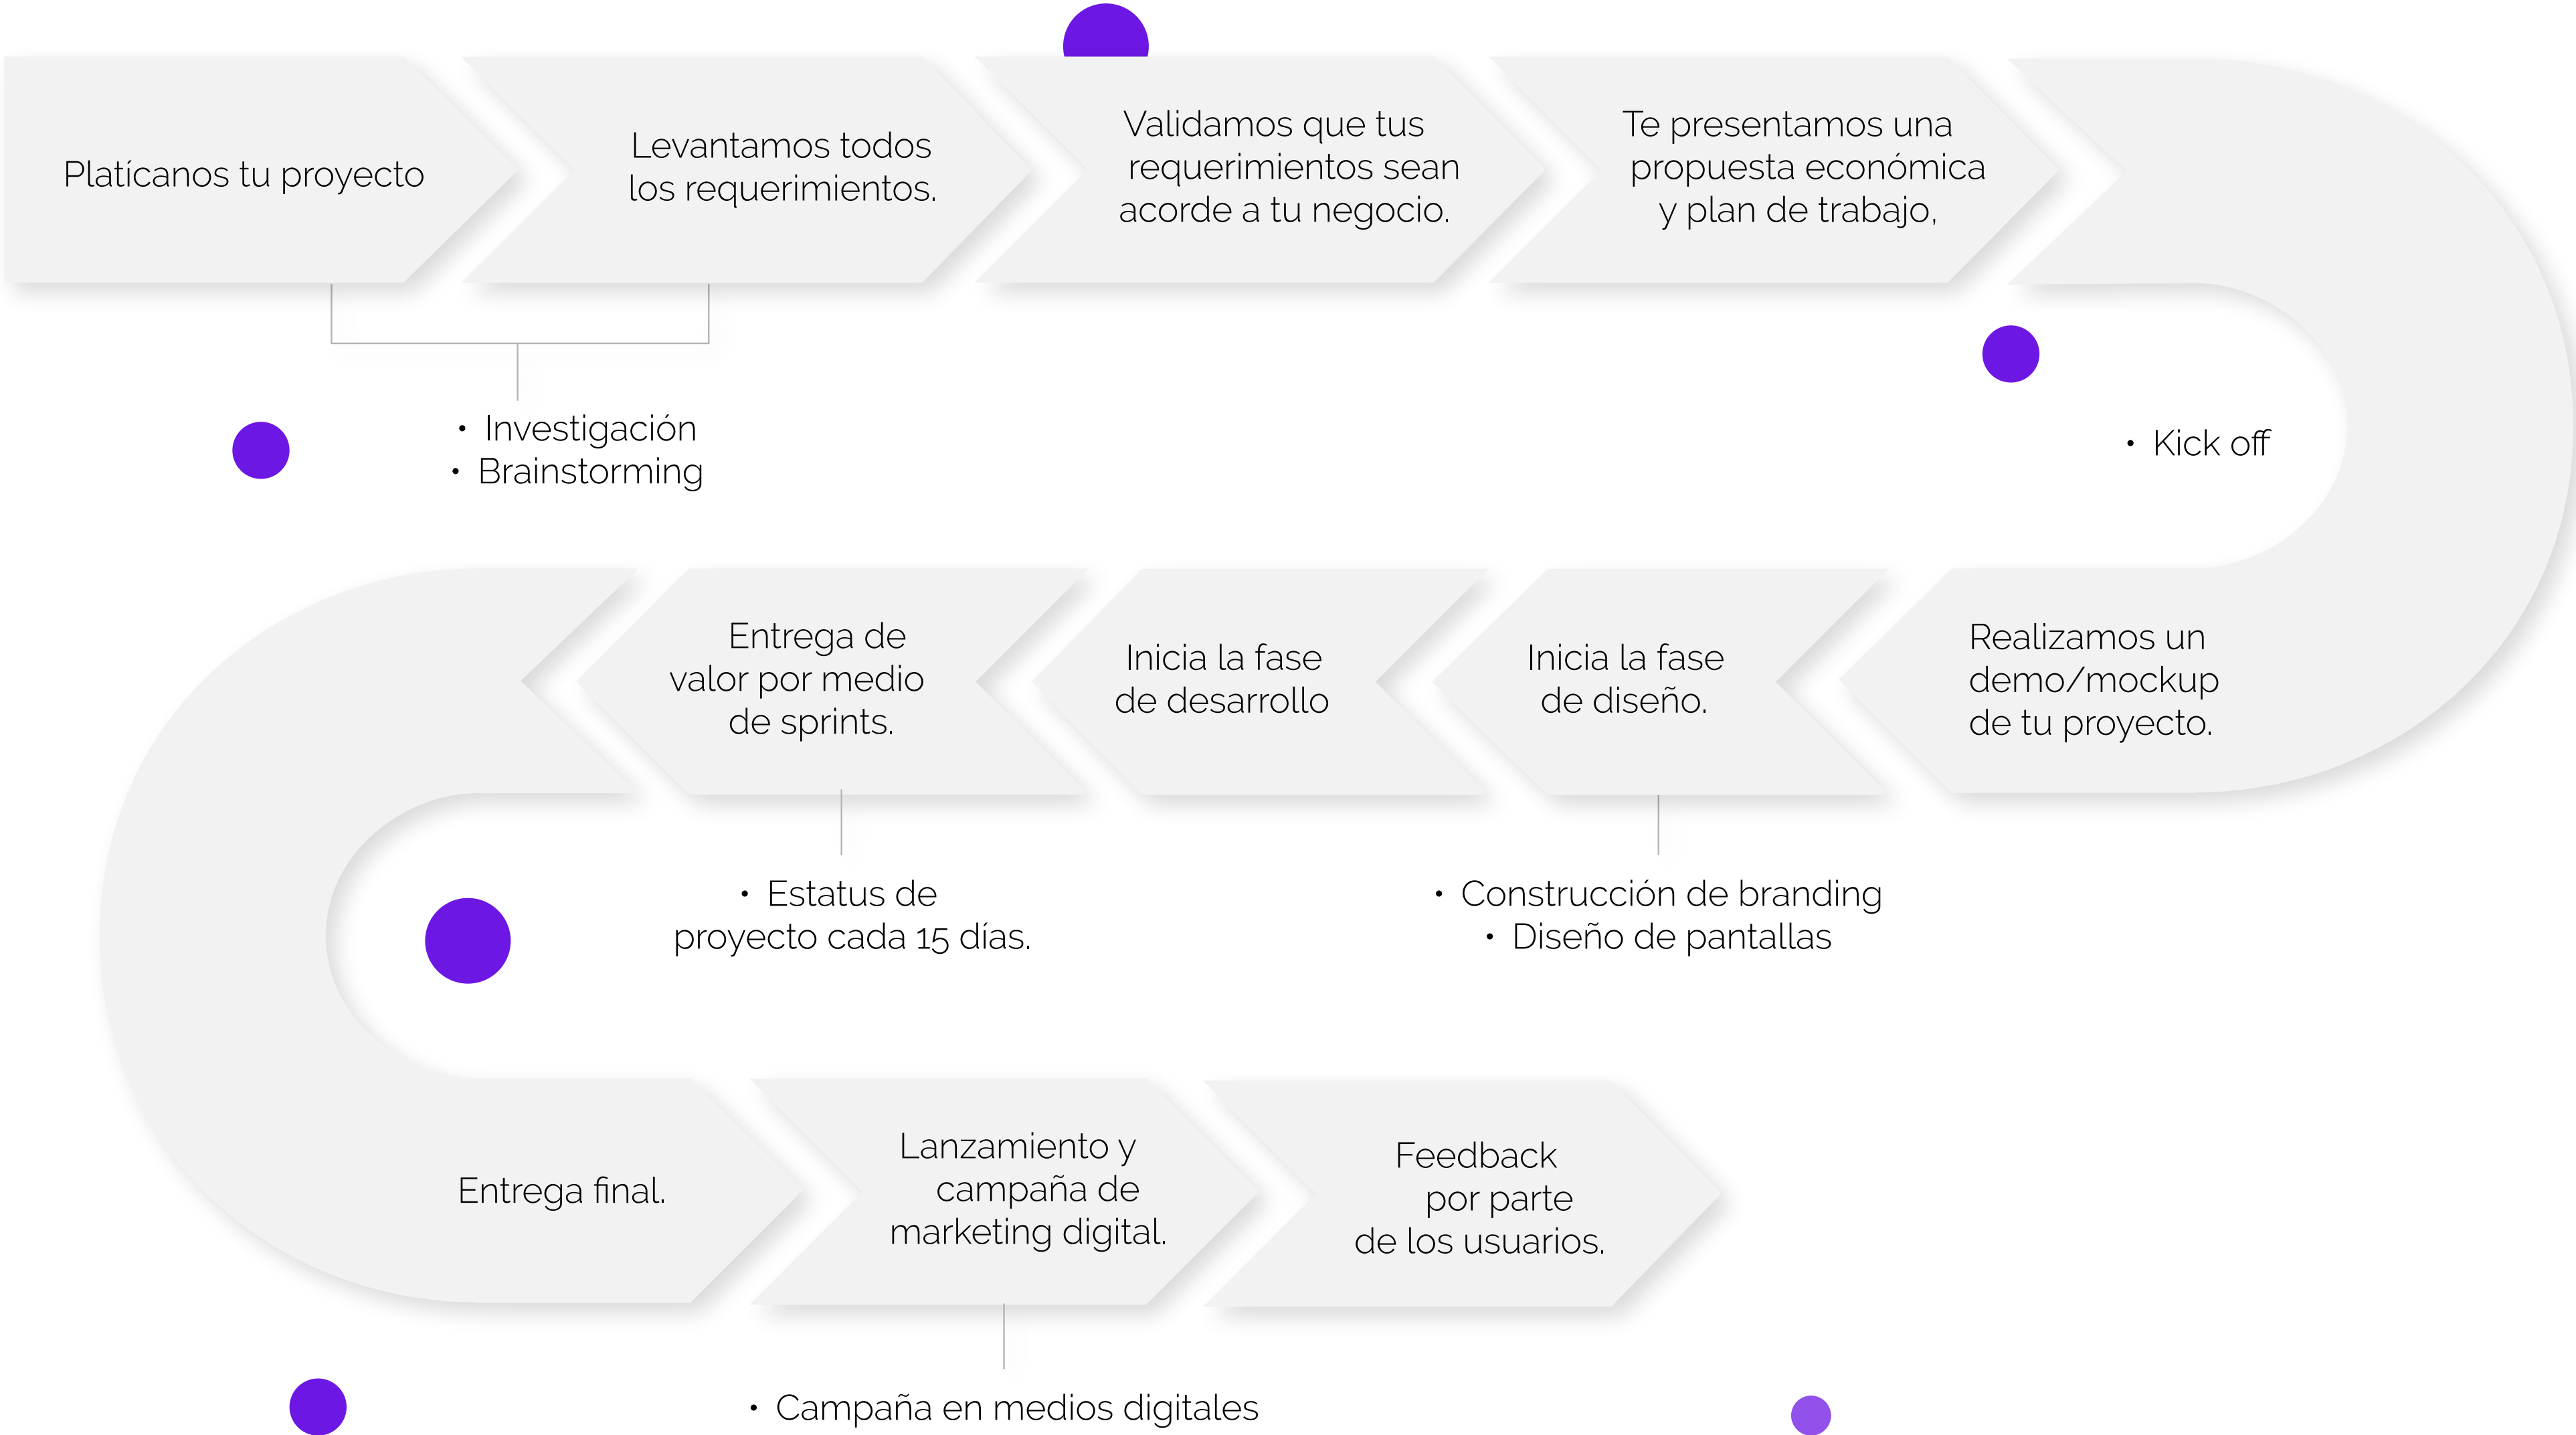 Platícanos tu proyecto
Levantamos todos
los requerimientos.
Validamos que tus
requerimientos sean
acorde a tu negocio.
Te presentamos una
propuesta económica
y plan de trabajo,
• Investigación
• Brainstorming
• Kick off
Realizamos un
demo/mockup
de tu proyecto.
Inicia la fase
de diseño.
Inicia la fase
de desarrollo
Entrega de
valor por medio
de sprints.
• Construcción de branding
• Diseño de pantallas
• Estatus de
proyecto cada 15 días.
Entrega final.
Lanzamiento y
campaña de
marketing digital.
Feedback
por parte
de los usuarios.
• Campaña en medios digitales